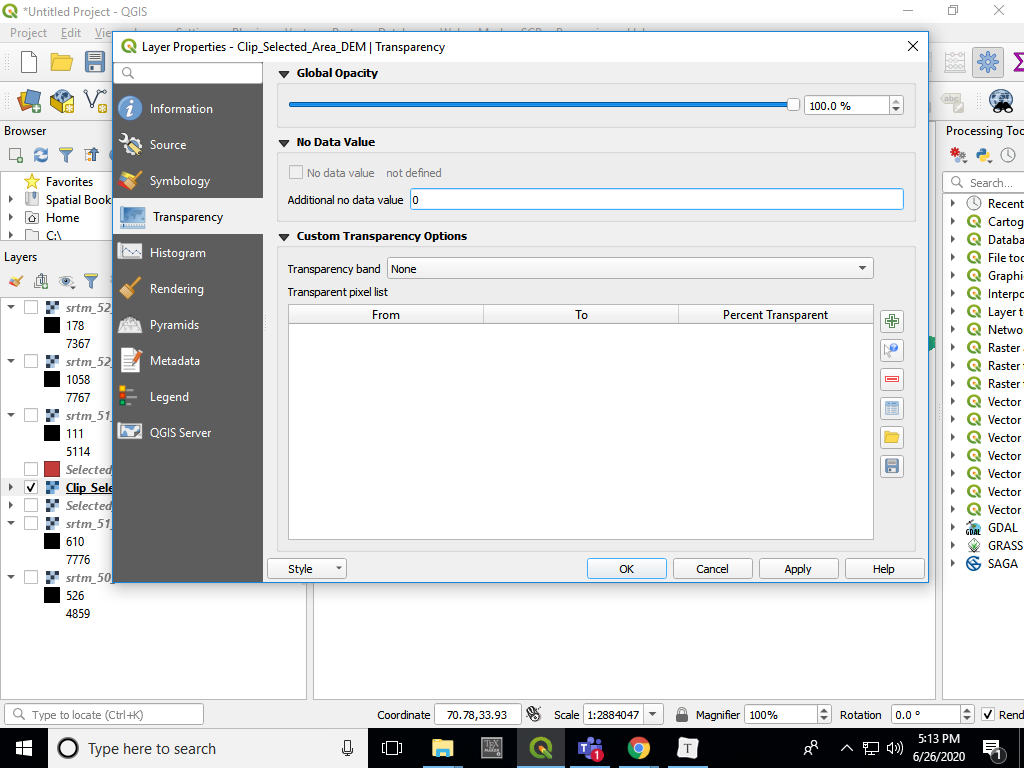 *Untitled Project - QGIS
Project Edit
Layer Properties - Clip_Selected_Area_DEM | Transparency
Information
Source
Symbology
Transparency
Histogram
Rendering
Pyramids
Metadata
Legend
QGIS Server
Global Opacity
100.0 %
No Data Value
No data value not defined
Additional no data value 0
Custom Transparency Options
Transparency band None
Transparent pixel list
From To Percent Transparent
Style OK Cancel Apply Help
Browser
Favorites
Spatial Book
Home
C:\
Layers
srtm_52
178
7367
srtm_52
1058
7767
srtm_51
111
5114
Selected
Clip_Sele
Selected
srtm_51
610
7776
srtm_50
526
4859
Processing Too
Search...
Recent
Cartog
Databa
File too
Graphi
Interpo
Layer t
Netwo
Raster
Raster
Raster
Vector
Vector
Vector
Vector
Vector
Vector
Vector
GDAL
GRASS
SAGA
Type to locate (Ctrl+K) Coordinate 70.78,33.93 Scale 1:2884047 Magnifier 100% Rotation 0.0 ° Rend
Type here to search
5:13 PM
6/26/2020